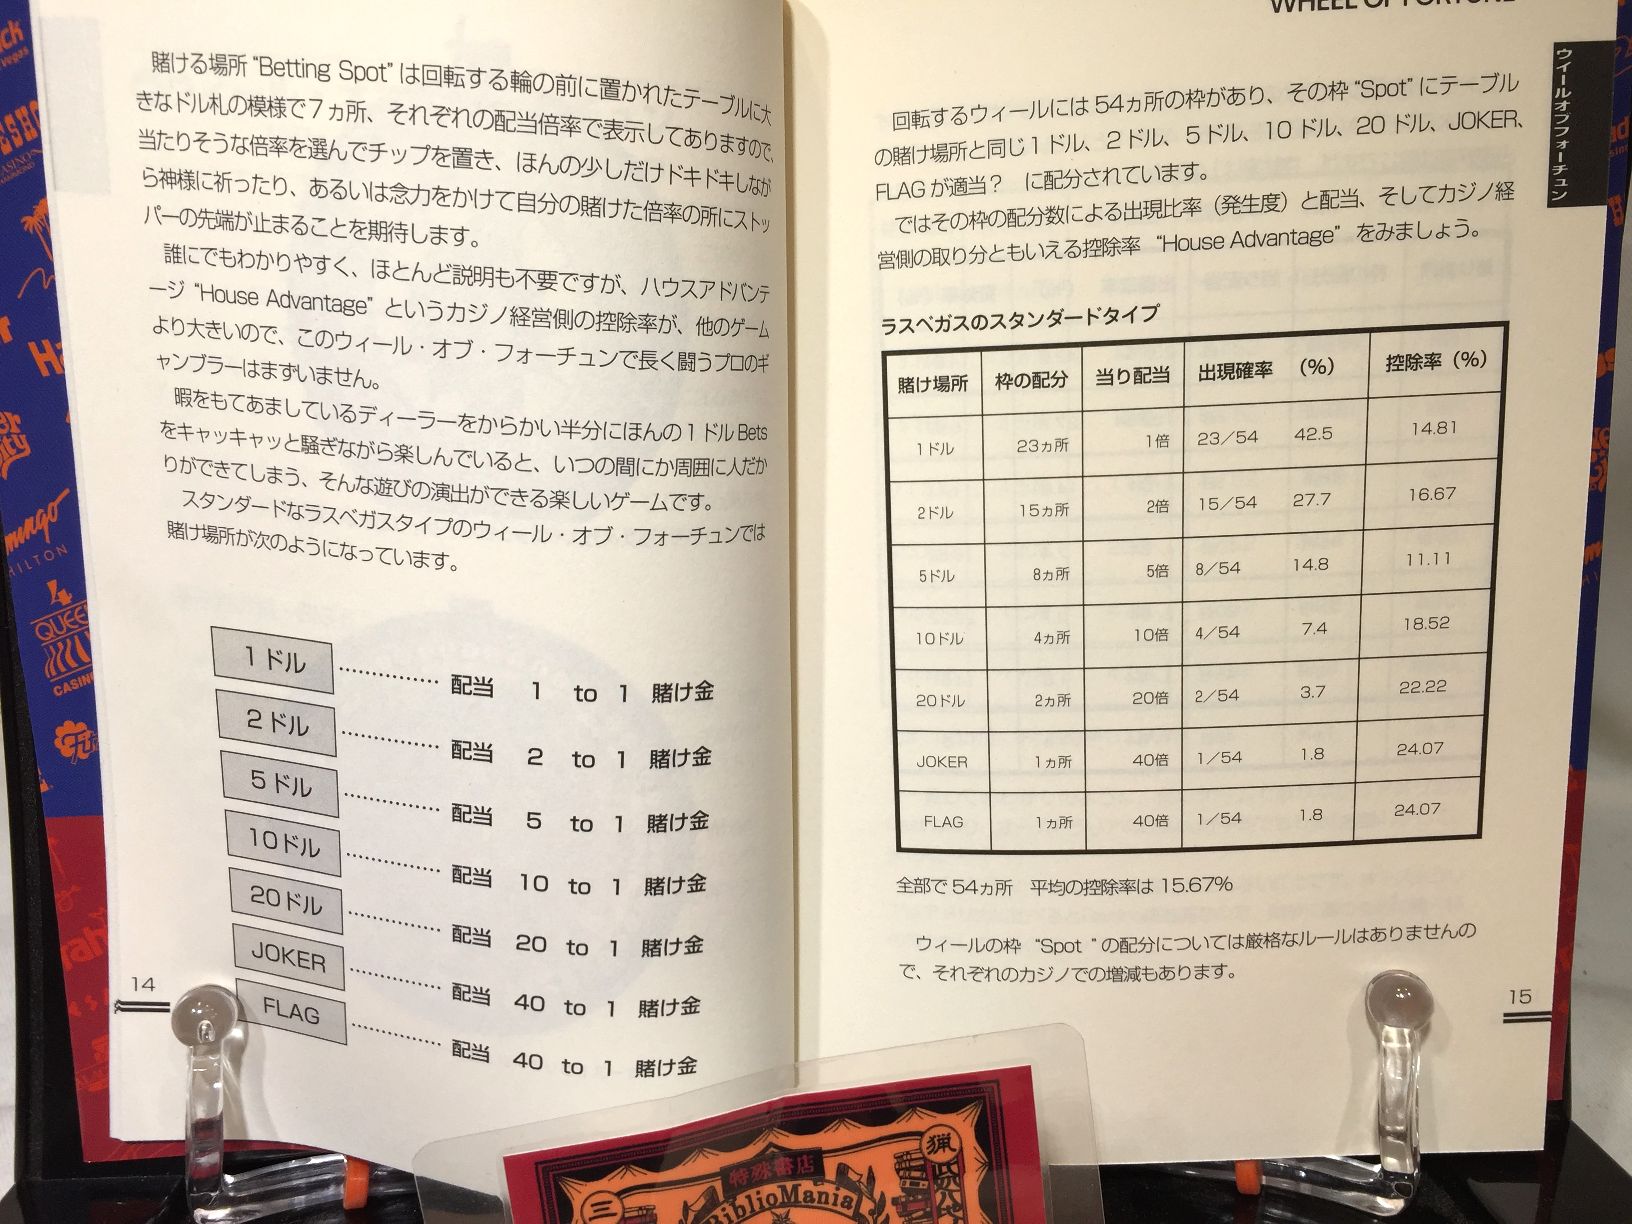 賭ける場所“Betting Spot”は回転する輪の前に置かれたテーブルに大
きなドル札の模様で7ヵ所、それぞれの配当倍率で表示してありますので、
当たりそうな倍率を選んでチップを置き、ほんの少しだけドキドキしなが
ら神様に祈ったり、あるいは念力をかけて自分の賭けた倍率の所にストッ
パーの先端が止まることを期待します。
誰にでもわかりやすく、ほとんど説明も不要ですが、ハウスアドバンテ
ージ“House Advantage”というカジノ経営側の控除率が、他のゲーム
より大きいので、このウィール・オブ・フォーチュンで長く闘うプロのギ
ャンブラーはまずいません。
暇をもてあましているディーラーをからかい半分にほんの1ドルBets
をキャッキャッと騒ぎながら楽しんでいると、いつの間にか周囲に人だか
りができてしまう、そんな遊びの演出ができる楽しいゲームです。
スタンダードなラスベガスタイプのウィール・オブ・フォーチュンでは
賭け場所が次のようになっています。
1ドル 配当 1 to 1 賭け金
2ドル 配当 2 to 1 賭け金
5ドル 配当 5 to 1 賭け金
10ドル 配当 10 to 1 賭け金
20ドル 配当 20 to 1 賭け金
JOKER 配当 40 to 1 賭け金
FLAG 配当 40 to 1 賭け金
14
WHEEL OF FORTUNE
ウィールオブフォーチュン
回転するウィールには54ヵ所の枠があり、その枠“Spot”にテーブル
の賭け場所と同じ1ドル、2ドル、5ドル、10ドル、20ドル、JOKER、
FLAGが適当？ に配分されています。
ではその枠の配分数による出現比率（発生度）と配当、そしてカジノ経
営側の取り分ともいえる控除率“House Advantage”をみましょう。
ラスベガスのスタンダードタイプ
賭け場所 枠の配分 当り配当 出現確率 （%） 控除率（%）
1ドル 23ヵ所 1倍 23／54 42.5 14.81
2ドル 15ヵ所 2倍 15／54 27.7 16.67
5ドル 8ヵ所 5倍 8／54 14.8 11.11
10ドル 4ヵ所 10倍 4／54 7.4 18.52
20ドル 2ヵ所 20倍 2／54 3.7 22.22
JOKER 1ヵ所 40倍 1／54 1.8 24.07
FLAG 1ヵ所 40倍 1／54 1.8 24.07
全部で54ヵ所 平均の控除率は15.67%
ウィールの枠 “Spot ”の配分については厳格なルールはありませんの
で、それぞれのカジノでの増減もあります。
15
mingo
HILTON
4
QUEE
CASINO
特殊書店
BiblioMania
猟
三